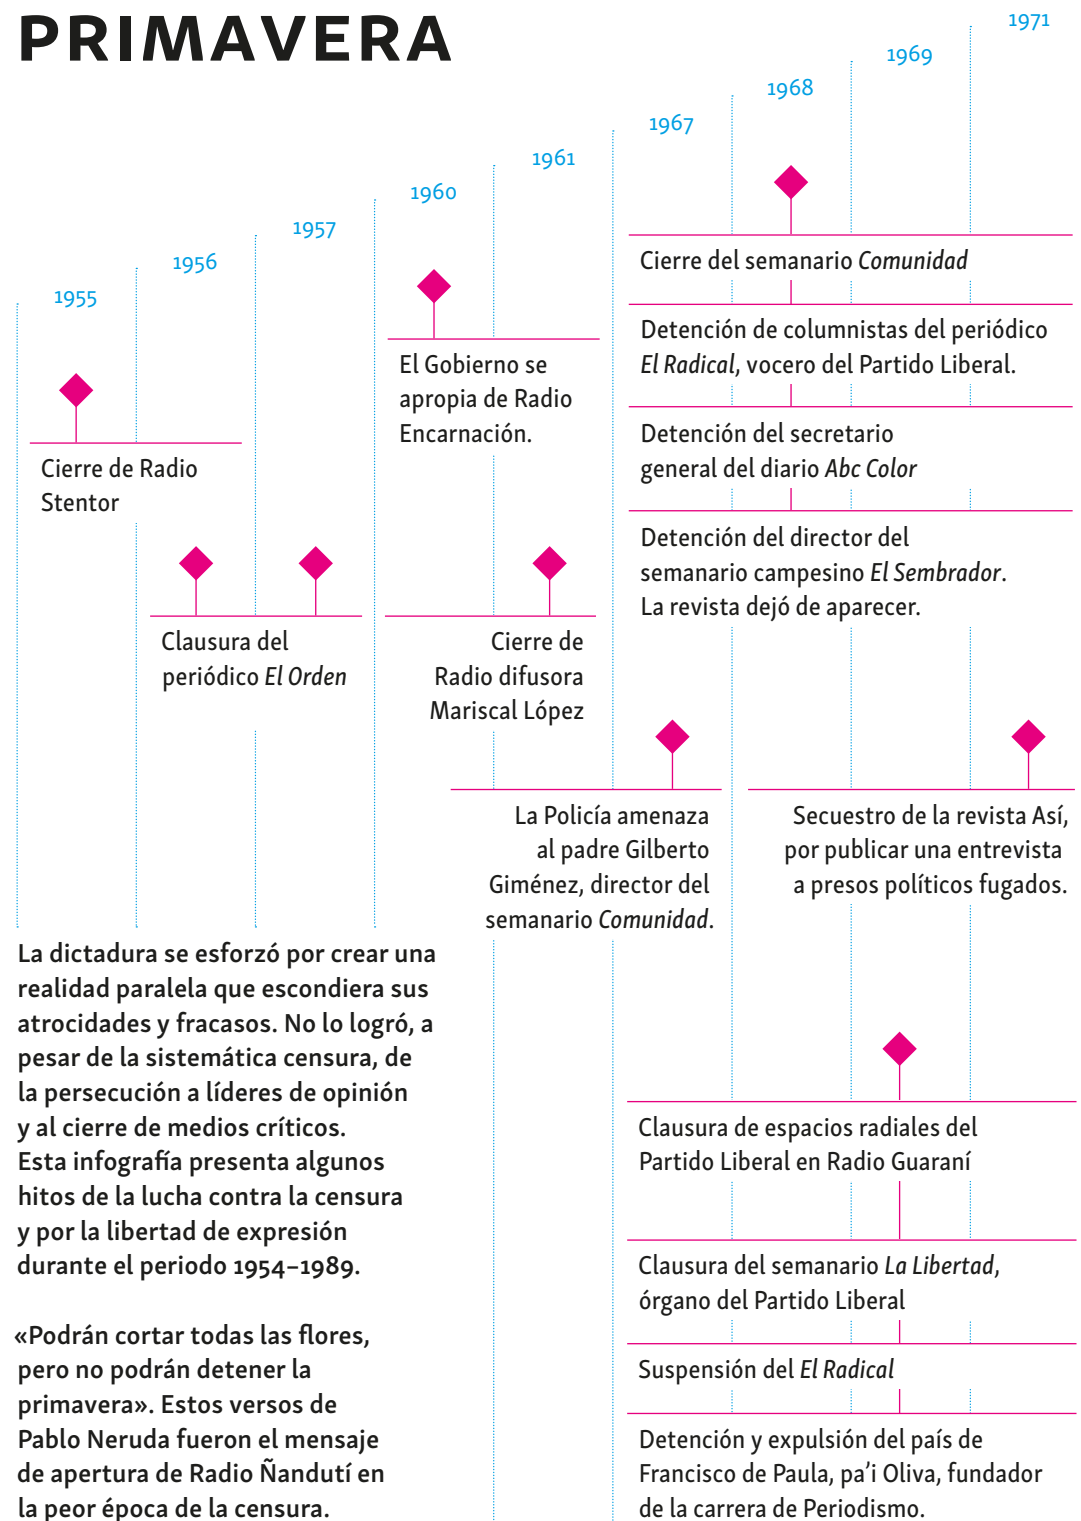 PRIMAVERA
1971
1969
1968
1967
1961
1960
1957
1956
1955
Cierre de Radio
Stentor
Clausura del
periódico El Orden
El Gobierno se
apropia de Radio
Encarnación.
Cierre de
Radio difusora
Mariscal López
La Policía amenaza
al padre Gilberto
Giménez, director del
semanario Comunidad.
Cierre del semanario Comunidad
Detención de columnistas del periódico
El Radical, vocero del Partido Liberal.
Detención del secretario
general del diario Abc Color
Detención del director del
semanario campesino El Sembrador.
La revista dejó de aparecer.
Secuestro de la revista Así,
por publicar una entrevista
a presos políticos fugados.
Clausura de espacios radiales del
Partido Liberal en Radio Guaraní
Clausura del semanario La Libertad,
órgano del Partido Liberal
Suspensión del El Radical
Detención y expulsión del país de
Francisco de Paula, pa’i Oliva, fundador
de la carrera de Periodismo.
La dictadura se esforzó por crear una
realidad paralela que escondiera sus
atrocidades y fracasos. No lo logró, a
pesar de la sistemática censura, de
la persecución a líderes de opinión
y al cierre de medios críticos.
Esta infografía presenta algunos
hitos de la lucha contra la censura
y por la libertad de expresión
durante el periodo 1954–1989.
«Podrán cortar todas las flores,
pero no podrán detener la
primavera». Estos versos de
Pablo Neruda fueron el mensaje
de apertura de Radio Ñandutí en
la peor época de la censura.